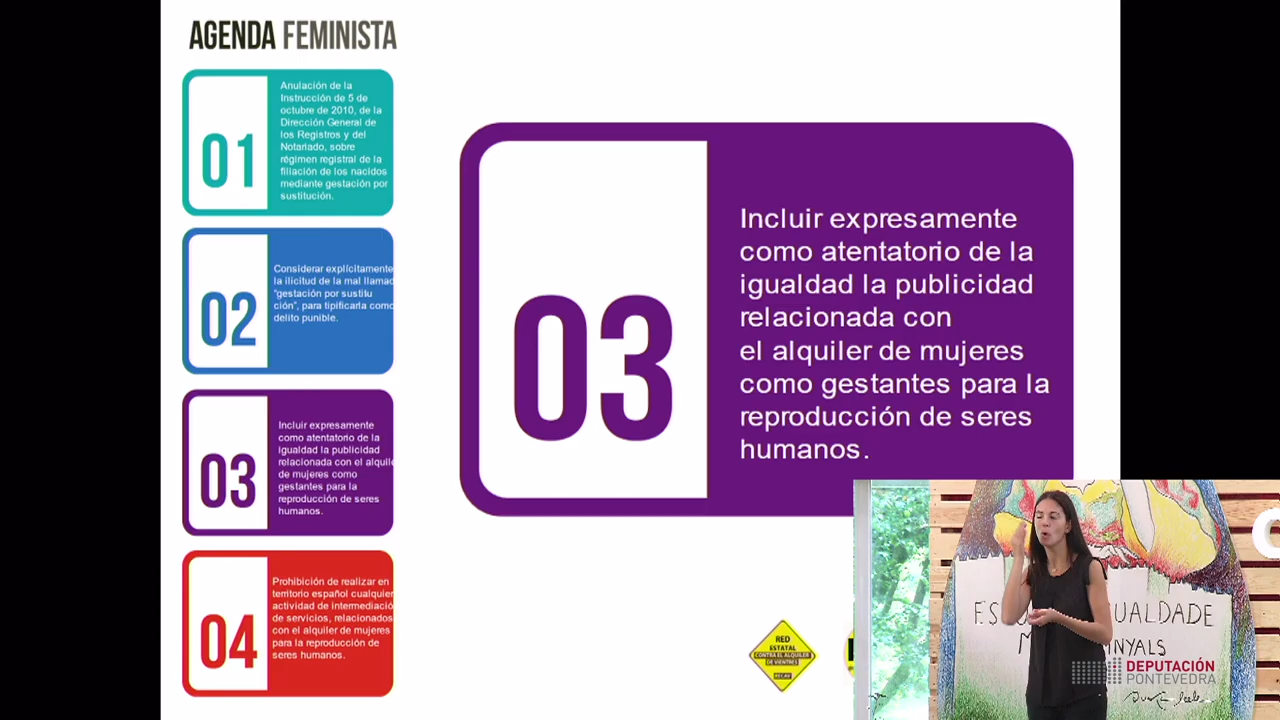 AGENDA FEMINISTA
01
Anulación de la
Instrucción de 5 de
octubre de 2010, de la
Dirección General de
los Registros y del
Notariado, sobre
régimen registral de la
filiación de los nacidos
mediante gestación por
sustitución.
02
Considerar explícitamente
la ilicitud de la mal llamad
"gestación por sustitu
ción", para tipificarla como
delito punible.
03
Incluir expresamente
como atentatorio de la
igualdad la publicidad
relacionada con el alquile
de mujeres como
gestantes para la
reproducción de seres
humanos.
04
Prohibición de realizar en
territorio español cualquier
actividad de intermediació
de servicios, relacionados
con el alquiler de mujeres
para la reproducción de
seres humanos.
03
Incluir expresamente
como atentatorio de la
igualdad la publicidad
relacionada con
el alquiler de mujeres
como gestantes para la
reproducción de seres
humanos.
RED
ESTATAL
CONTRA EL ALQUILER
DE VIENTRES
RECAV
DEPUTACIÓN
PONTEVEDRA